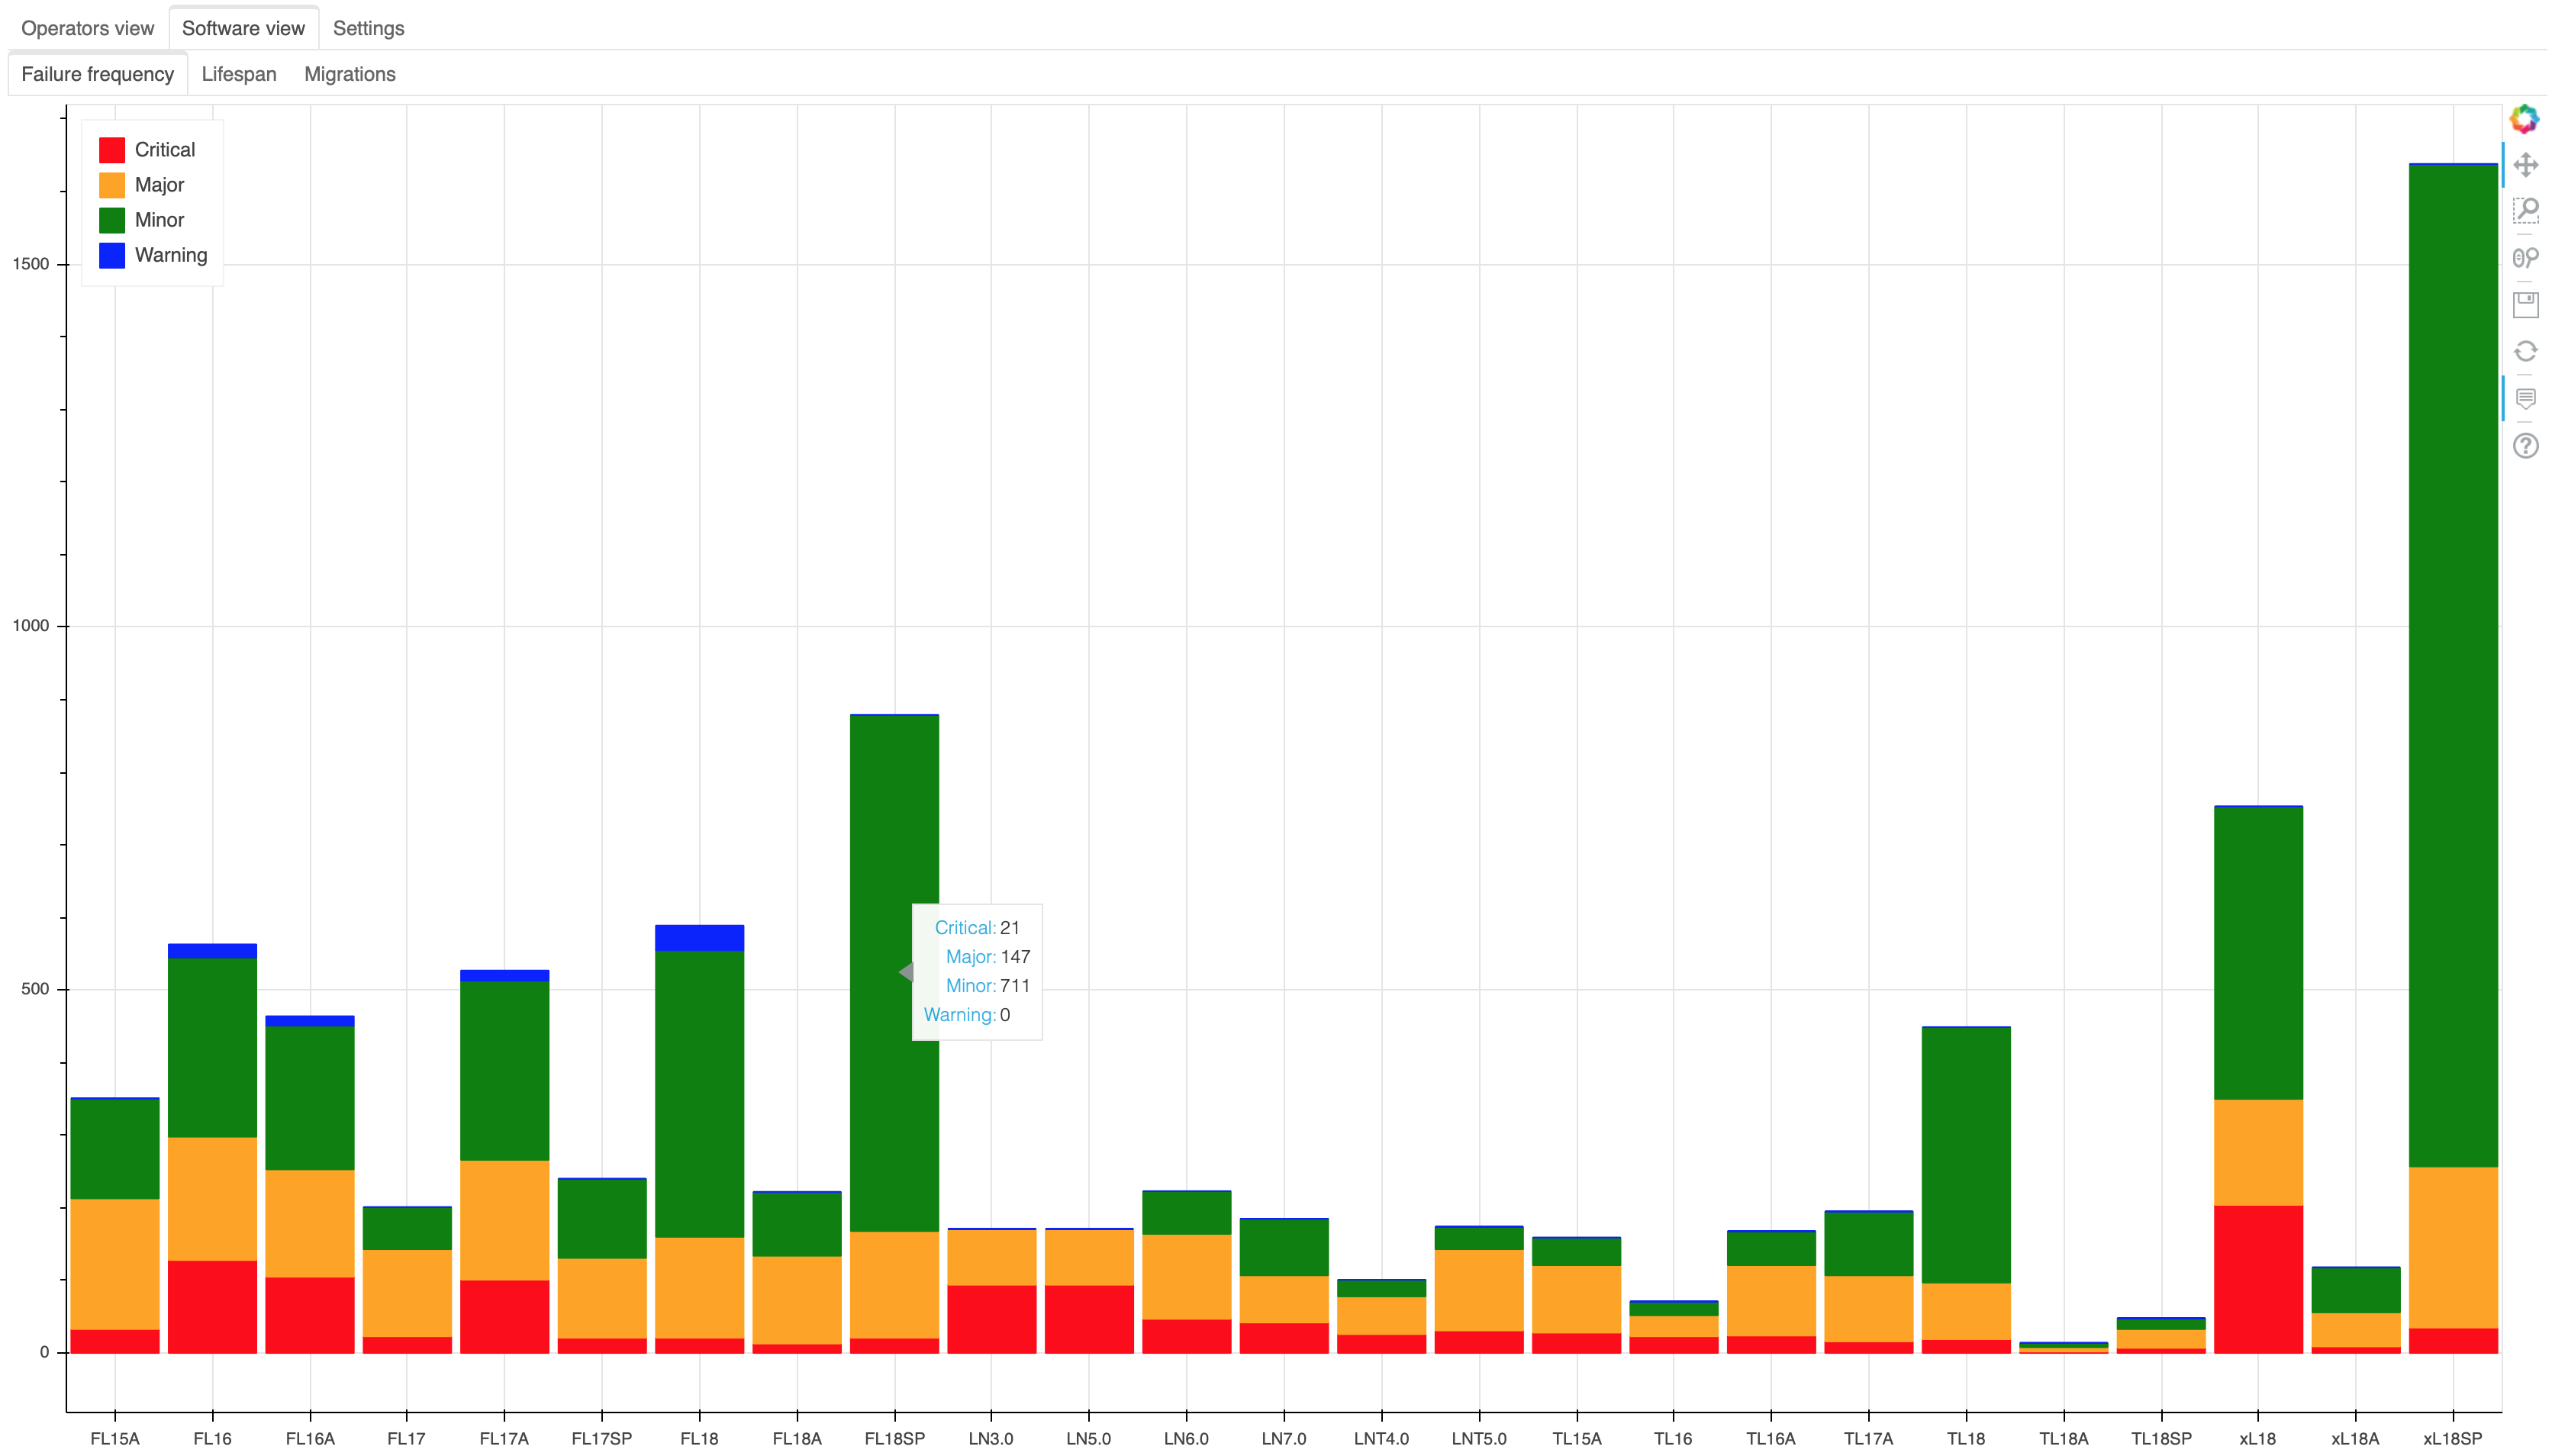 Operators view Software view Settings
Failure frequency Lifespan Migrations
Critical
Major
Minor
Warning
1500
1000
500
0
Critical: 21
Major: 147
Minor: 711
Warning: 0
FL15A FL16 FL16A FL17 FL17A FL17SP FL18 FL18A FL18SP LN3.0 LN5.0 LN6.0 LN7.0 LNT4.0 LNT5.0 TL15A TL16 TL16A TL17A TL18 TL18A TL18SP xL18 xL18A xL18SP